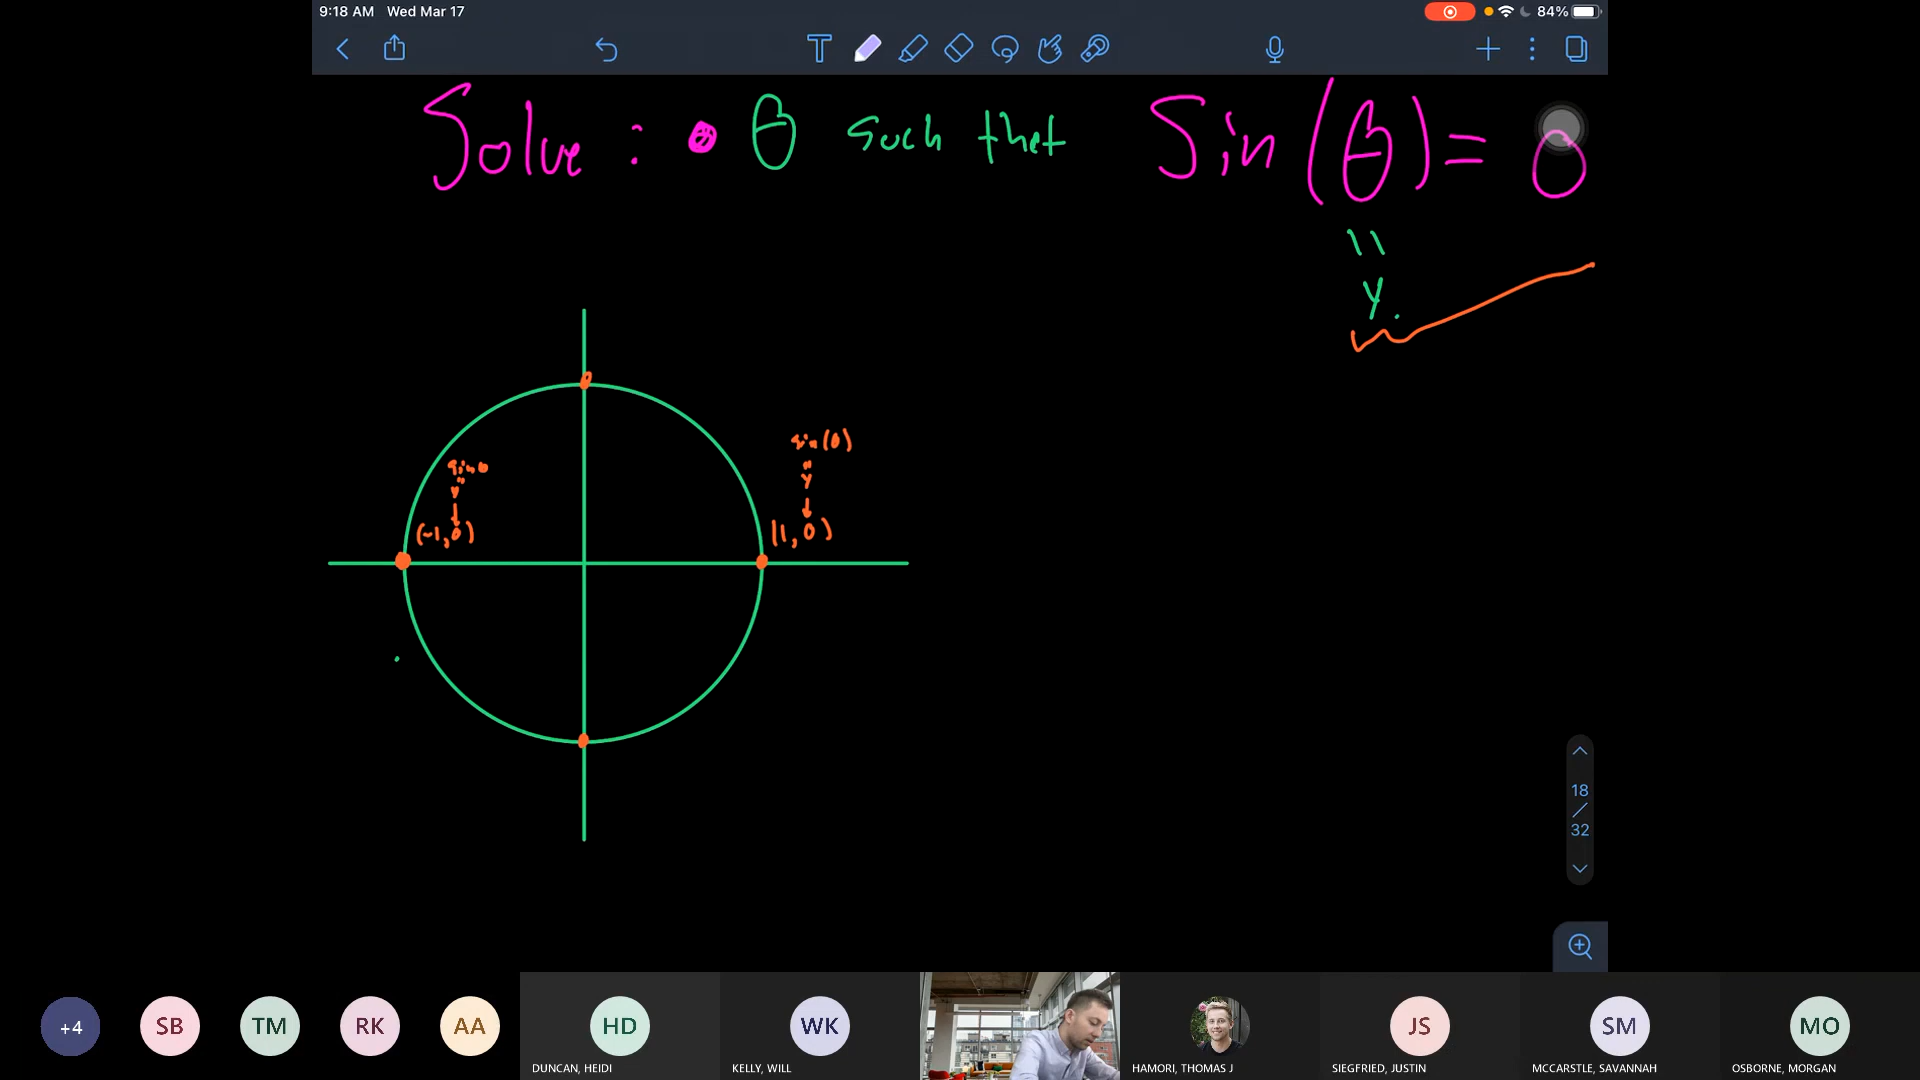 9:18 AM Wed Mar 17
84%
T
Solve : θ such that Sin(θ) = 0
"
y.
sin(θ)
"
y
(1, 0)
sin θ
"
y
(-1, 0)
18
/
32
+4
SB
TM
RK
AA
HD
WK
JS
SM
MO
DUNCAN, HEIDI
KELLY, WILL
HAMORI, THOMAS J
SIEGFRIED, JUSTIN
MCCARSTLE, SAVANNAH
OSBORNE, MORGAN